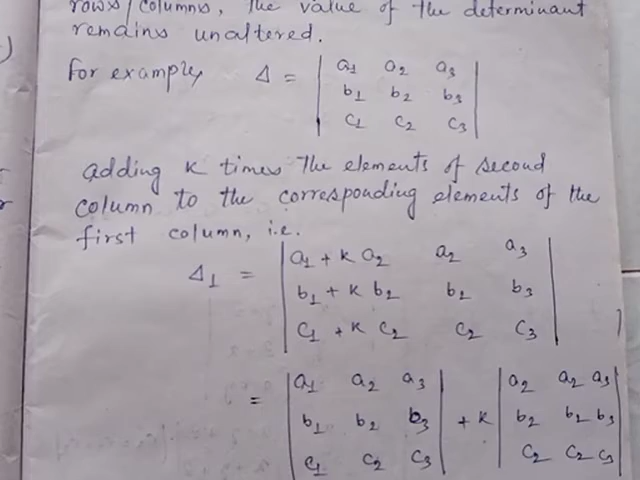 rows/columns, the value of the determinant
remains unaltered.
for example, Δ = | a1 a2 a3 |
| b1 b2 b3 |
| c1 c2 c3 |
adding K times the elements of second
column to the corresponding elements of the
first column, i.e.
Δ1 = | a1 + K a2 a2 a3 |
| b1 + K b2 b2 b3 |
| c1 + K c2 c2 c3 |
= | a1 a2 a3 | + K | a2 a2 a3 |
| b1 b2 b3 | | b2 b2 b3 |
| c1 c2 c3 | | c2 c2 c3 |